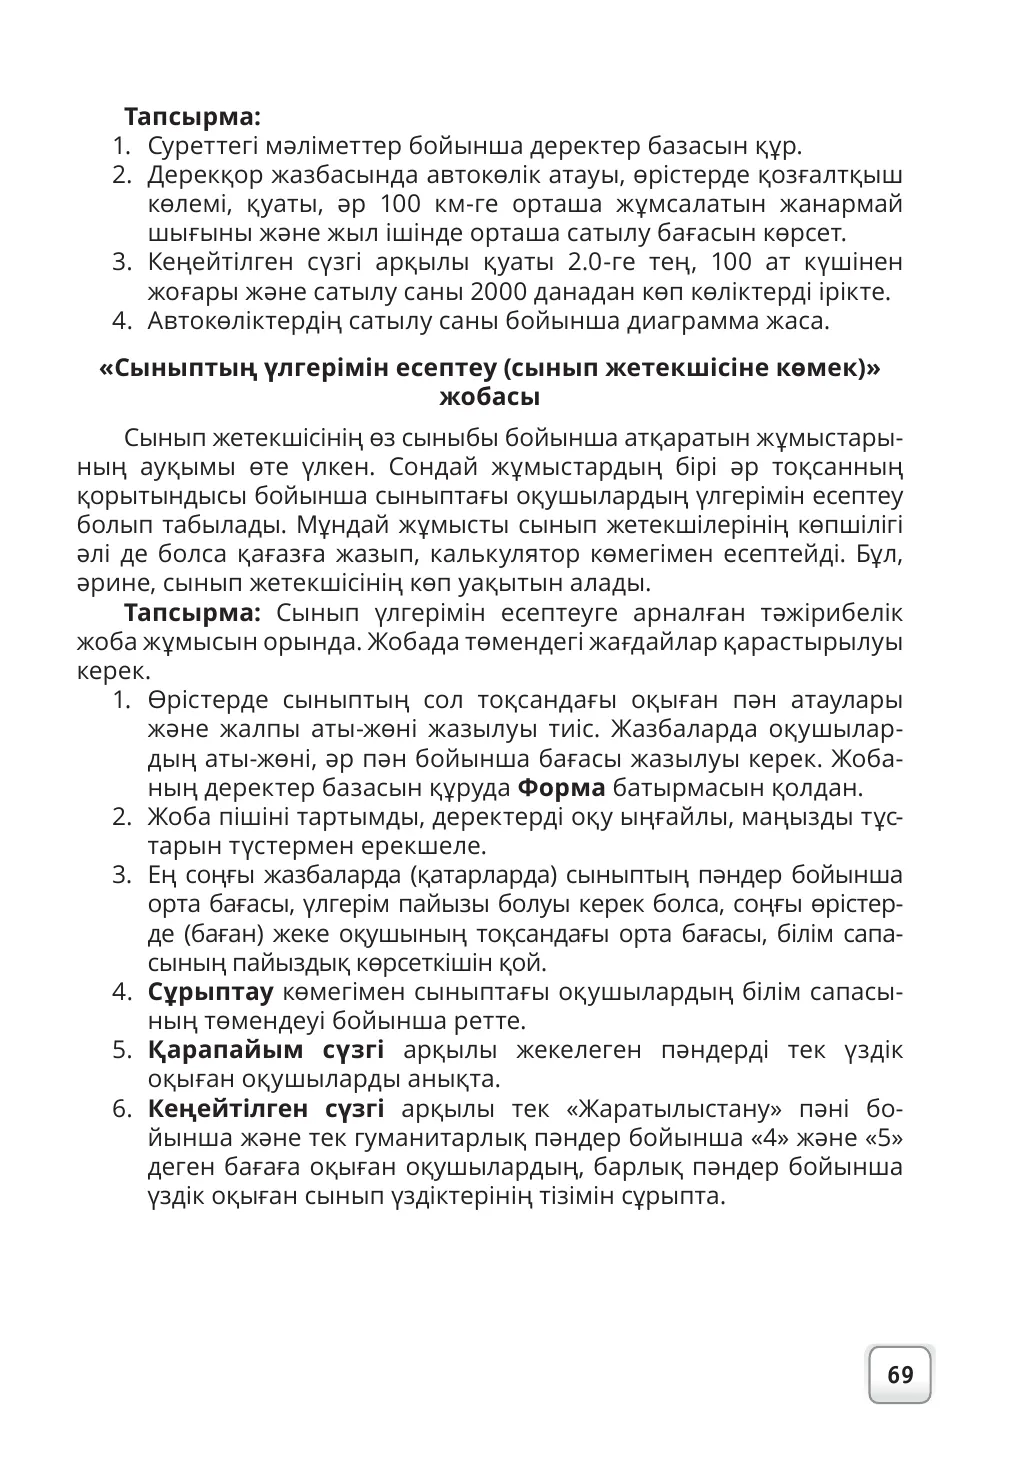 Тапсырма:
1. Суреттегі мәліметтер бойынша деректер базасын құр.
2. Дерекқор жазбасында автокөлік атауы, өрістерде қозғалтқыш
көлемі, қуаты, әр 100 км-ге орташа жұмсалатын жанармай
шығыны және жыл ішінде орташа сатылу бағасын көрсет.
3. Кеңейтілген сүзгі арқылы қуаты 2.0-ге тең, 100 ат күшінен
жоғары және сатылу саны 2000 данадан көп көліктерді ірікте.
4. Автокөліктердің сатылу саны бойынша диаграмма жаса.
«Сыныптың үлгерімін есептеу (сынып жетекшісіне көмек)»
жобасы
Сынып жетекшісінің өз сыныбы бойынша атқаратын жұмыстары-
ның ауқымы өте үлкен. Сондай жұмыстардың бірі әр тоқсанның
қорытындысы бойынша сыныптағы оқушылардың үлгерімін есептеу
болып табылады. Мұндай жұмысты сынып жетекшілерінің көпшілігі
әлі де болса қағазға жазып, калькулятор көмегімен есептейді. Бұл,
әрине, сынып жетекшісінің көп уақытын алады.
Тапсырма: Сынып үлгерімін есептеуге арналған тәжірибелік
жоба жұмысын орында. Жобада төмендегі жағдайлар қарастырылуы
керек.
1. Өрістерде сыныптың сол тоқсандағы оқыған пән атаулары
және жалпы аты-жөні жазылуы тиіс. Жазбаларда оқушылар-
дың аты-жөні, әр пән бойынша бағасы жазылуы керек. Жоба-
ның деректер базасын құруда Форма батырмасын қолдан.
2. Жоба пішіні тартымды, деректерді оқу ыңғайлы, маңызды тұс-
тарын түстермен ерекшеле.
3. Ең соңғы жазбаларда (қатарларда) сыныптың пәндер бойынша
орта бағасы, үлгерім пайызы болуы керек болса, соңғы өрістер-
де (баған) жеке оқушының тоқсандағы орта бағасы, білім сапа-
сының пайыздық көрсеткішін қой.
4. Сұрыптау көмегімен сыныптағы оқушылардың білім сапасы-
ның төмендеуі бойынша ретте.
5. Қарапайым сүзгі арқылы жекелеген пәндерді тек үздік
оқыған оқушыларды анықта.
6. Кеңейтілген сүзгі арқылы тек «Жаратылыстану» пәні бо-
йынша және тек гуманитарлық пәндер бойынша «4» және «5»
деген бағаға оқыған оқушылардың, барлық пәндер бойынша
үздік оқыған сынып үздіктерінің тізімін сұрыпта.
69